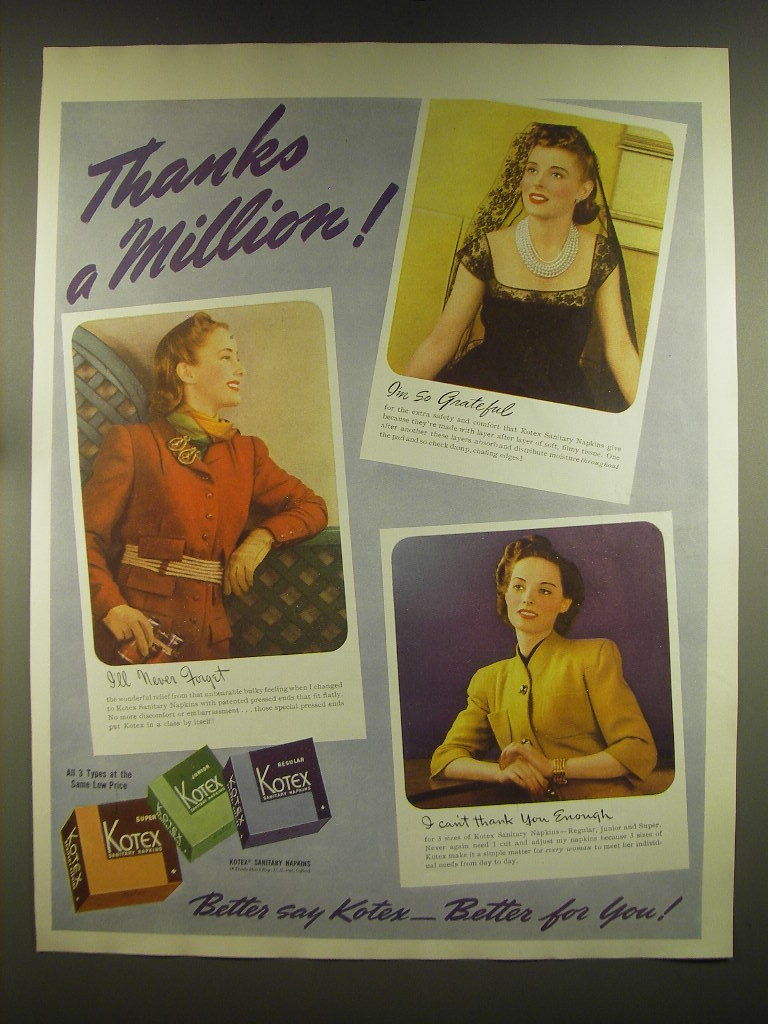 Thanks
a Million!
I'm So Grateful
for the extra safety and comfort that Kotex Sanitary Napkins give
because they're made with layer after layer of soft, filmy tissue. One
after another these layers absorb and distribute moisture throughout
the pad and so check damp, chafing edges!
I'll Never Forget
the wonderful relief from that unbearable bulky feeling when I changed
to Kotex Sanitary Napkins with patented pressed ends that fit flatly.
No more discomfort or embarrassment . . . those special pressed ends
put Kotex in a class by itself!
I can't thank You Enough
for 3 sizes of Kotex Sanitary Napkins—Regular, Junior and Super.
Never again need I cut and adjust my napkins because 3 sizes of
Kotex make it a simple matter for every woman to meet her individ-
ual needs from day to day.
All 3 Types at the
Same Low Price
SUPER
KOTEX
SANITARY NAPKINS
KOTEX
JUNIOR
KOTEX
SANITARY NAPKINS
KOTEX
REGULAR
KOTEX
SANITARY NAPKINS
KOTEX
KOTEX* SANITARY NAPKINS
Better say Kotex—Better for You!